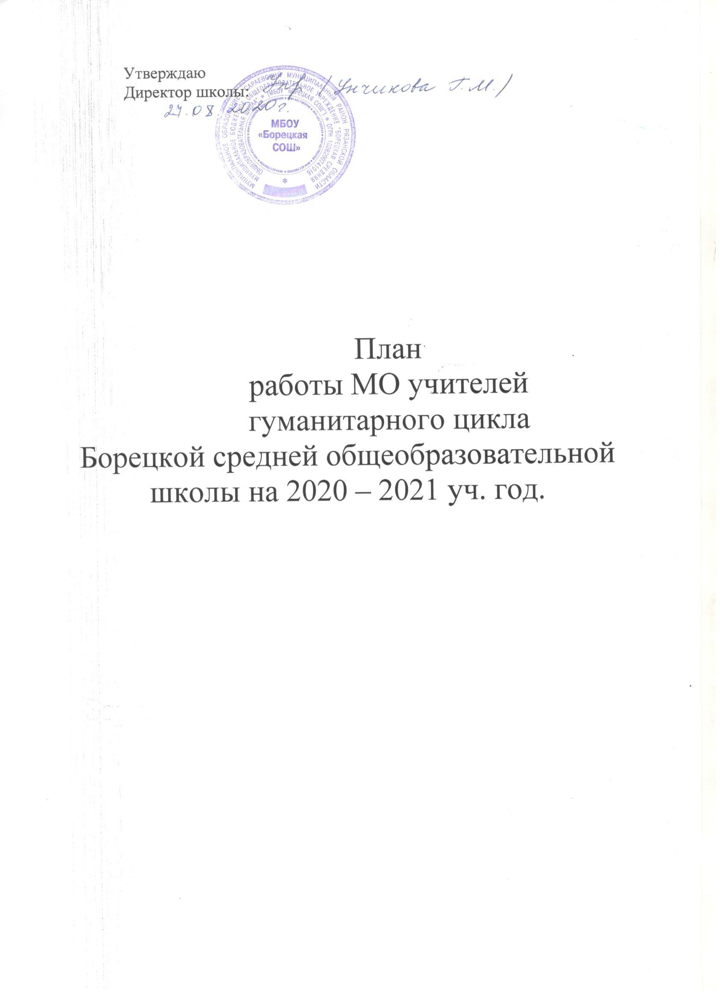 Утверждаю
Директор школы: /Унчикова Г.М./
27.08.2020г.
МУНИЦИПАЛЬНОЕ ОБРАЗОВАНИЕ - САРАЕВСКИЙ МУНИЦИПАЛЬНЫЙ РАЙОН РЯЗАНСКОЙ ОБЛАСТИ
МУНИЦИПАЛЬНОЕ БЮДЖЕТНОЕ ОБЩЕОБРАЗОВАТЕЛЬНОЕ УЧРЕЖДЕНИЕ "БОРЕЦКАЯ СРЕДНЯЯ
ОБЩЕОБРАЗОВАТЕЛЬНАЯ ШКОЛА" * (МБОУ "БОРЕЦКАЯ СОШ") * ОГРН 1026200741016
МБОУ
«Борецкая
СОШ»
План
работы МО учителей
гуманитарного цикла
Борецкой средней общеобразовательной
школы на 2020 – 2021 уч. год.